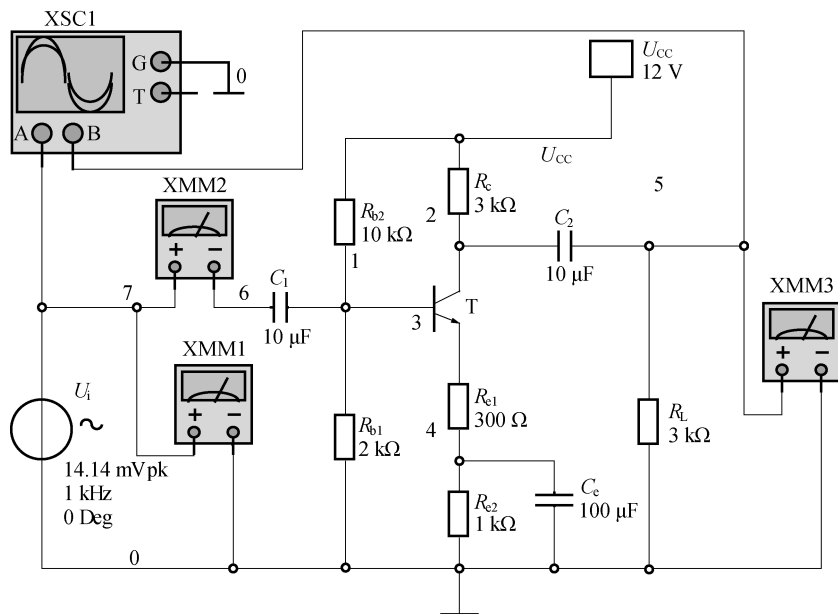 XSC1
G
T
0
A
B
U_CC
12 V
U_CC
XMM2
+
−
R_b2
10 kΩ
R_c
3 kΩ
2
5
C_2
10 μF
1
7
6
C_1
10 μF
3
T
XMM3
+
−
XMM1
+
−
U_i
14.14 mVpk
1 kHz
0 Deg
R_b1
2 kΩ
R_e1
300 Ω
4
R_L
3 kΩ
R_e2
1 kΩ
C_e
100 μF
0